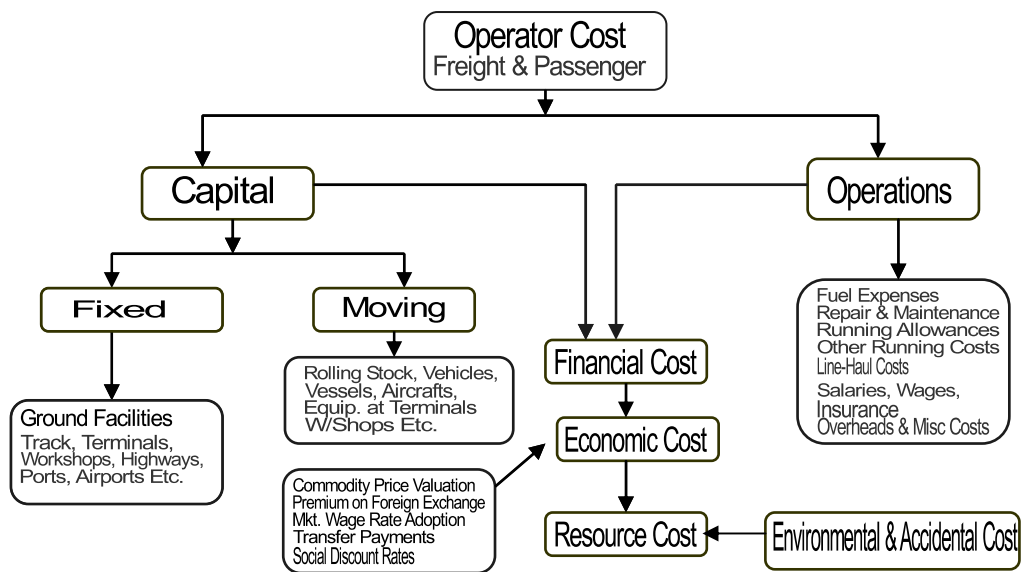 Operator Cost
Freight & Passenger
Capital
Operations
Fixed
Moving
Fuel Expenses
Repair & Maintenance
Running Allowances
Other Running Costs
Line-Haul Costs
Salaries, Wages,
Insurance
Overheads & Misc Costs
Financial Cost
Rolling Stock, Vehicles,
Vessels, Aircrafts,
Equip. at Terminals
W/Shops Etc.
Ground Facilities
Track, Terminals,
Workshops, Highways,
Ports, Airports Etc.
Economic Cost
Commodity Price Valuation
Premium on Foreign Exchange
Mkt. Wage Rate Adoption
Transfer Payments
Social Discount Rates
Resource Cost
Environmental & Accidental Cost